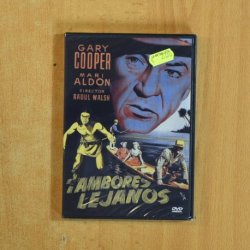 GARY
COOPER
MARI
ALDON
DIRECTOR
RAOUL WALSH
TAMBORES
LEJANOS
DVD